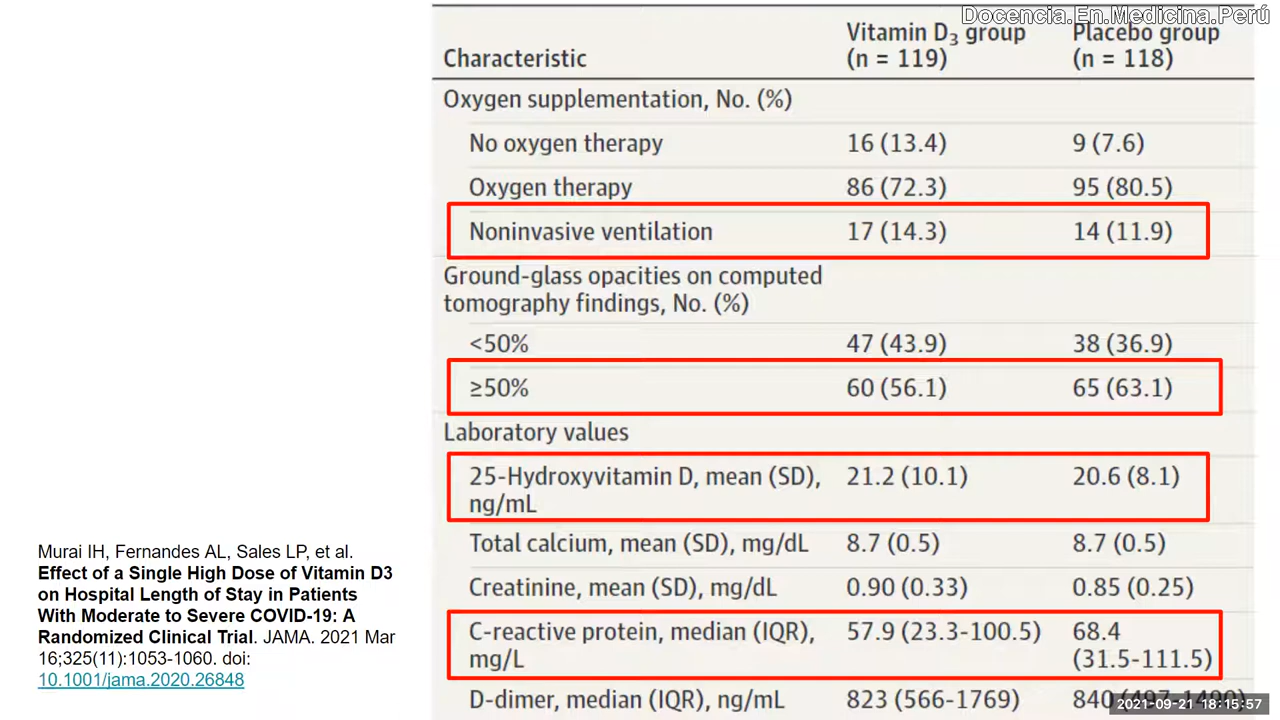 Docencia.En.Medicina.Perú
Characteristic Vitamin D3 group (n = 119) Placebo group (n = 118)
Oxygen supplementation, No. (%)
No oxygen therapy 16 (13.4) 9 (7.6)
Oxygen therapy 86 (72.3) 95 (80.5)
Noninvasive ventilation 17 (14.3) 14 (11.9)
Ground-glass opacities on computed
tomography findings, No. (%)
<50% 47 (43.9) 38 (36.9)
≥50% 60 (56.1) 65 (63.1)
Laboratory values
25-Hydroxyvitamin D, mean (SD), 21.2 (10.1) 20.6 (8.1)
ng/mL
Total calcium, mean (SD), mg/dL 8.7 (0.5) 8.7 (0.5)
Creatinine, mean (SD), mg/dL 0.90 (0.33) 0.85 (0.25)
C-reactive protein, median (IQR), 57.9 (23.3-100.5) 68.4
mg/L (31.5-111.5)
D-dimer, median (IQR), ng/mL 823 (566-1769) 840
Murai IH, Fernandes AL, Sales LP, et al.
Effect of a Single High Dose of Vitamin D3
on Hospital Length of Stay in Patients
With Moderate to Severe COVID-19: A
Randomized Clinical Trial. JAMA. 2021 Mar
16;325(11):1053-1060. doi:
10.1001/jama.2020.26848
2021-09-21 18:15:57